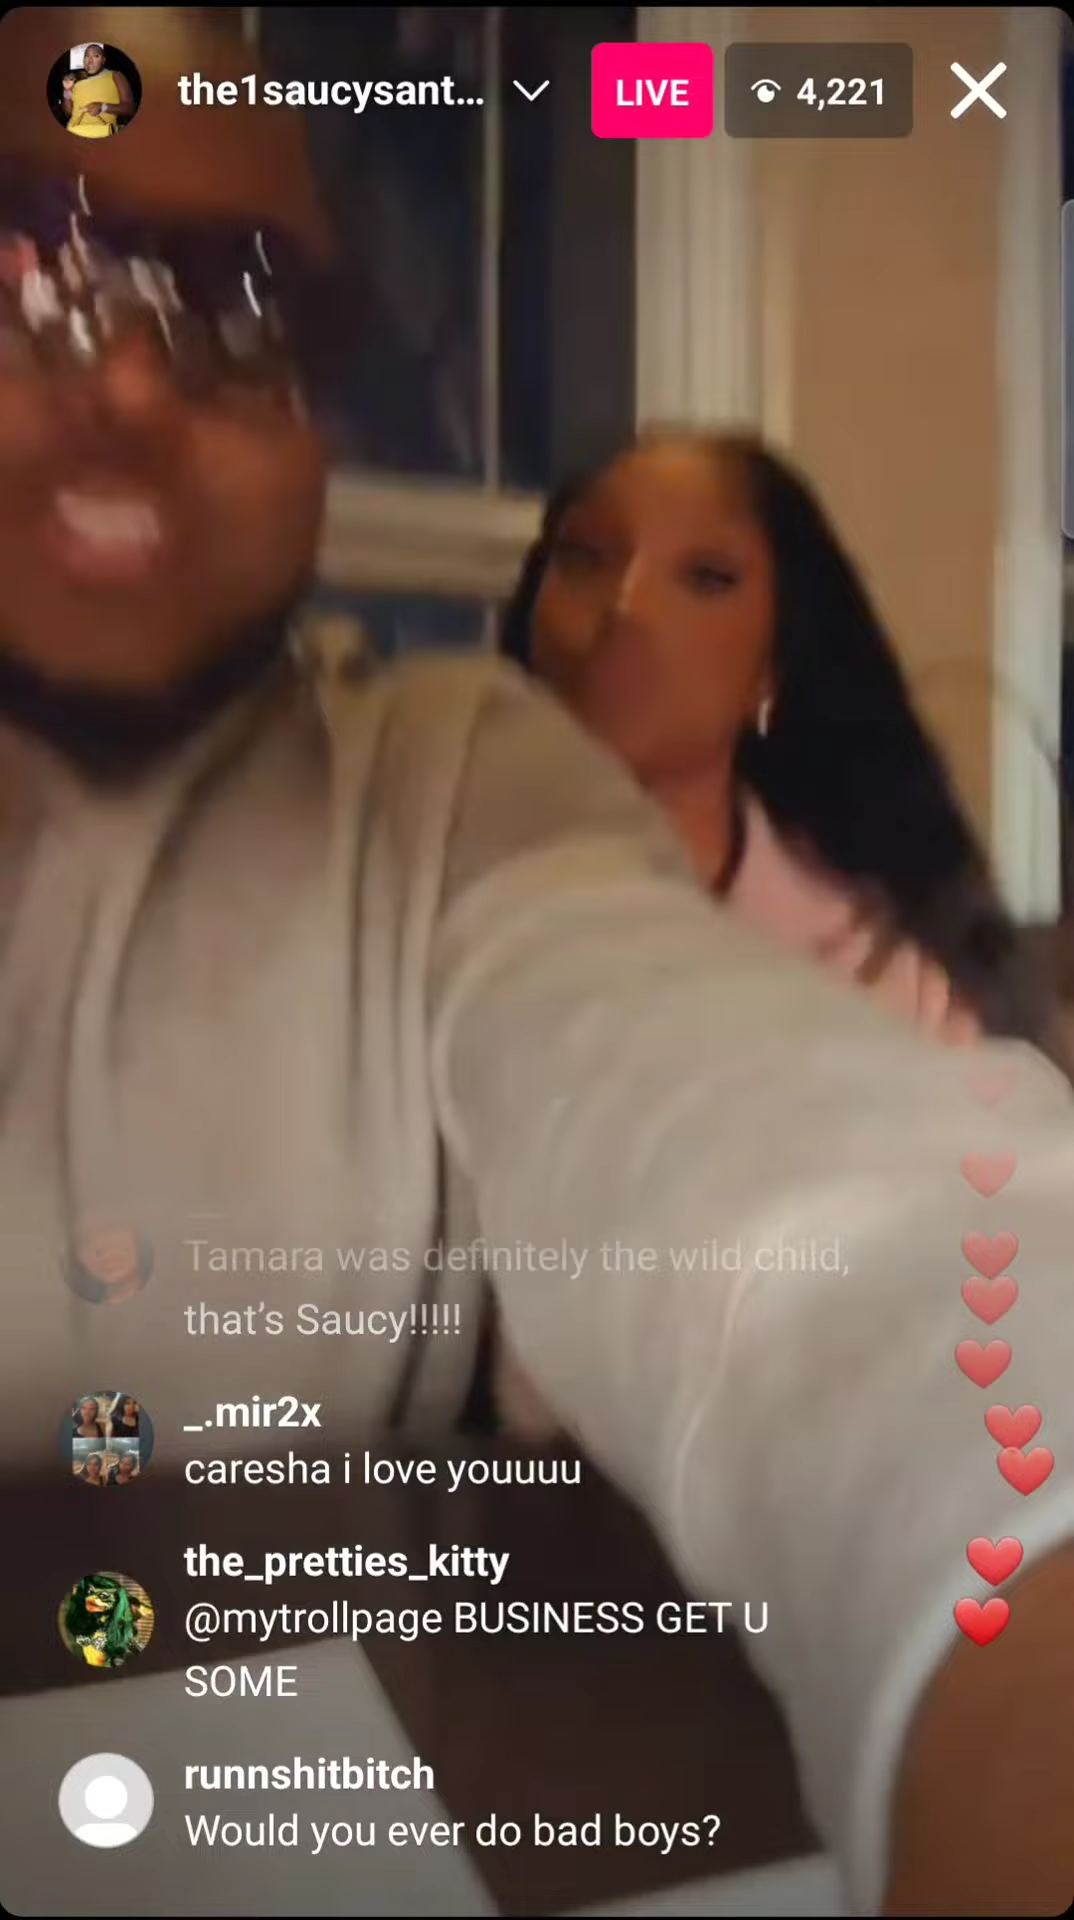 the1saucysant...
LIVE
4,221
Tamara was definitely the wild child,
that’s Saucy!!!!!
_.mir2x
caresha i love youuuu
the_pretties_kitty
@mytrollpage BUSINESS GET U
SOME
runnshitbitch
Would you ever do bad boys?